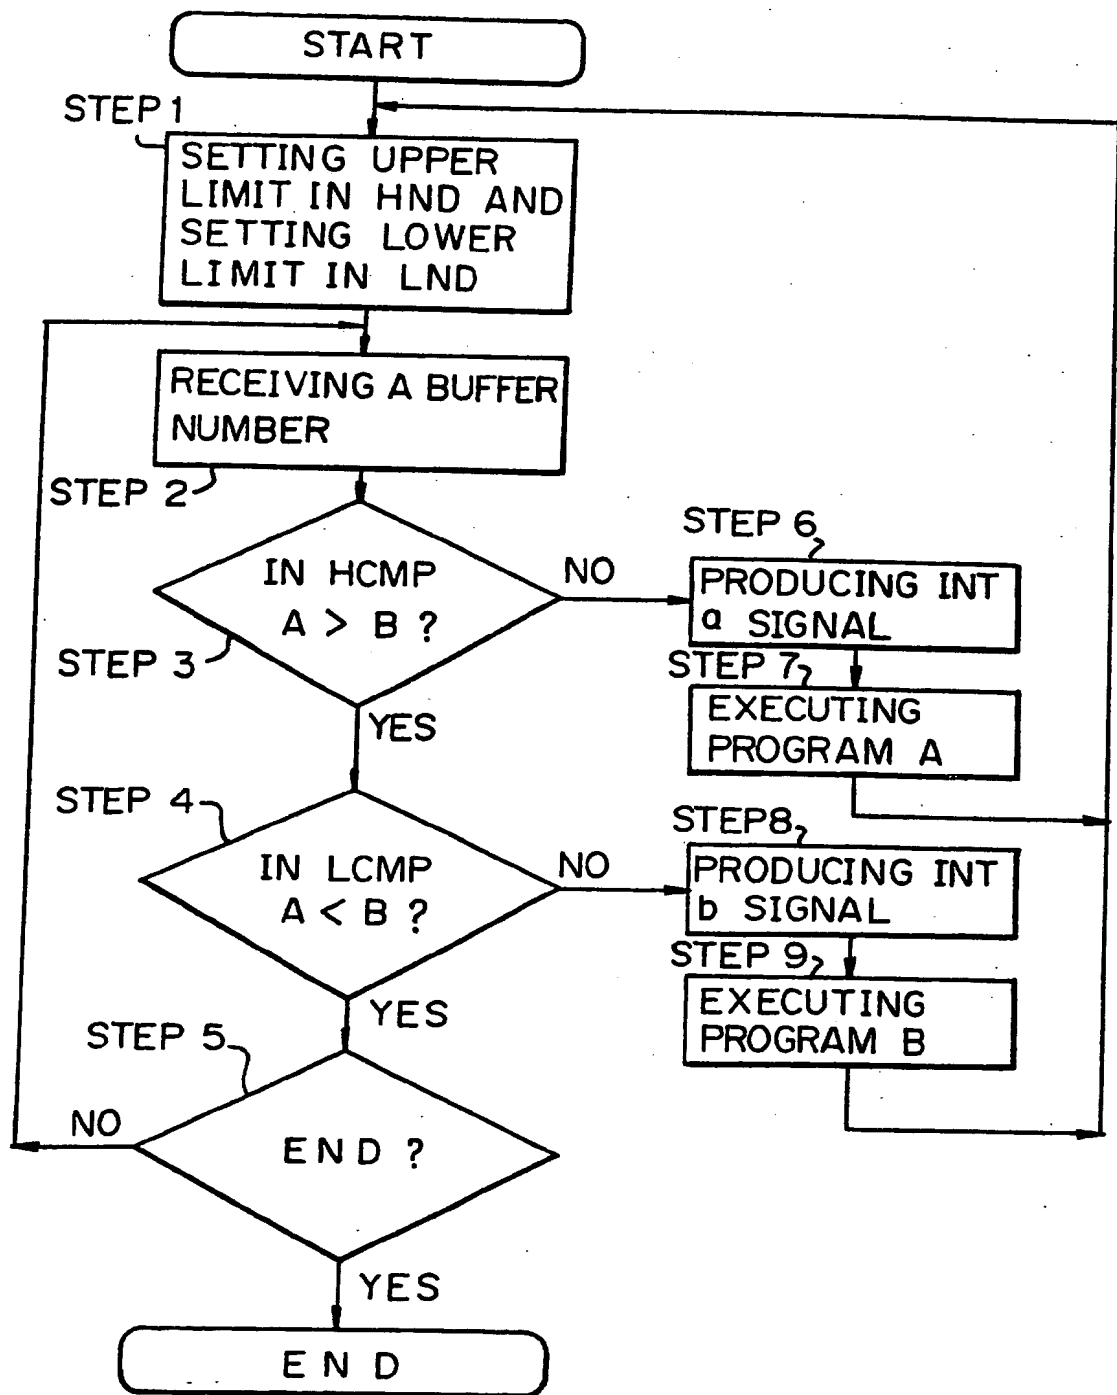 START
STEP 1
SETTING UPPER
LIMIT IN HND AND
SETTING LOWER
LIMIT IN LND
RECEIVING A BUFFER
NUMBER
STEP 2
IN HCMP
A > B ?
NO
STEP 3
YES
STEP 6
PRODUCING INT
a SIGNAL
STEP 7
EXECUTING
PROGRAM A
STEP 4
IN LCMP
A < B ?
NO
YES
STEP8
PRODUCING INT
b SIGNAL
STEP 9
EXECUTING
PROGRAM B
STEP 5
END ?
NO
YES
END